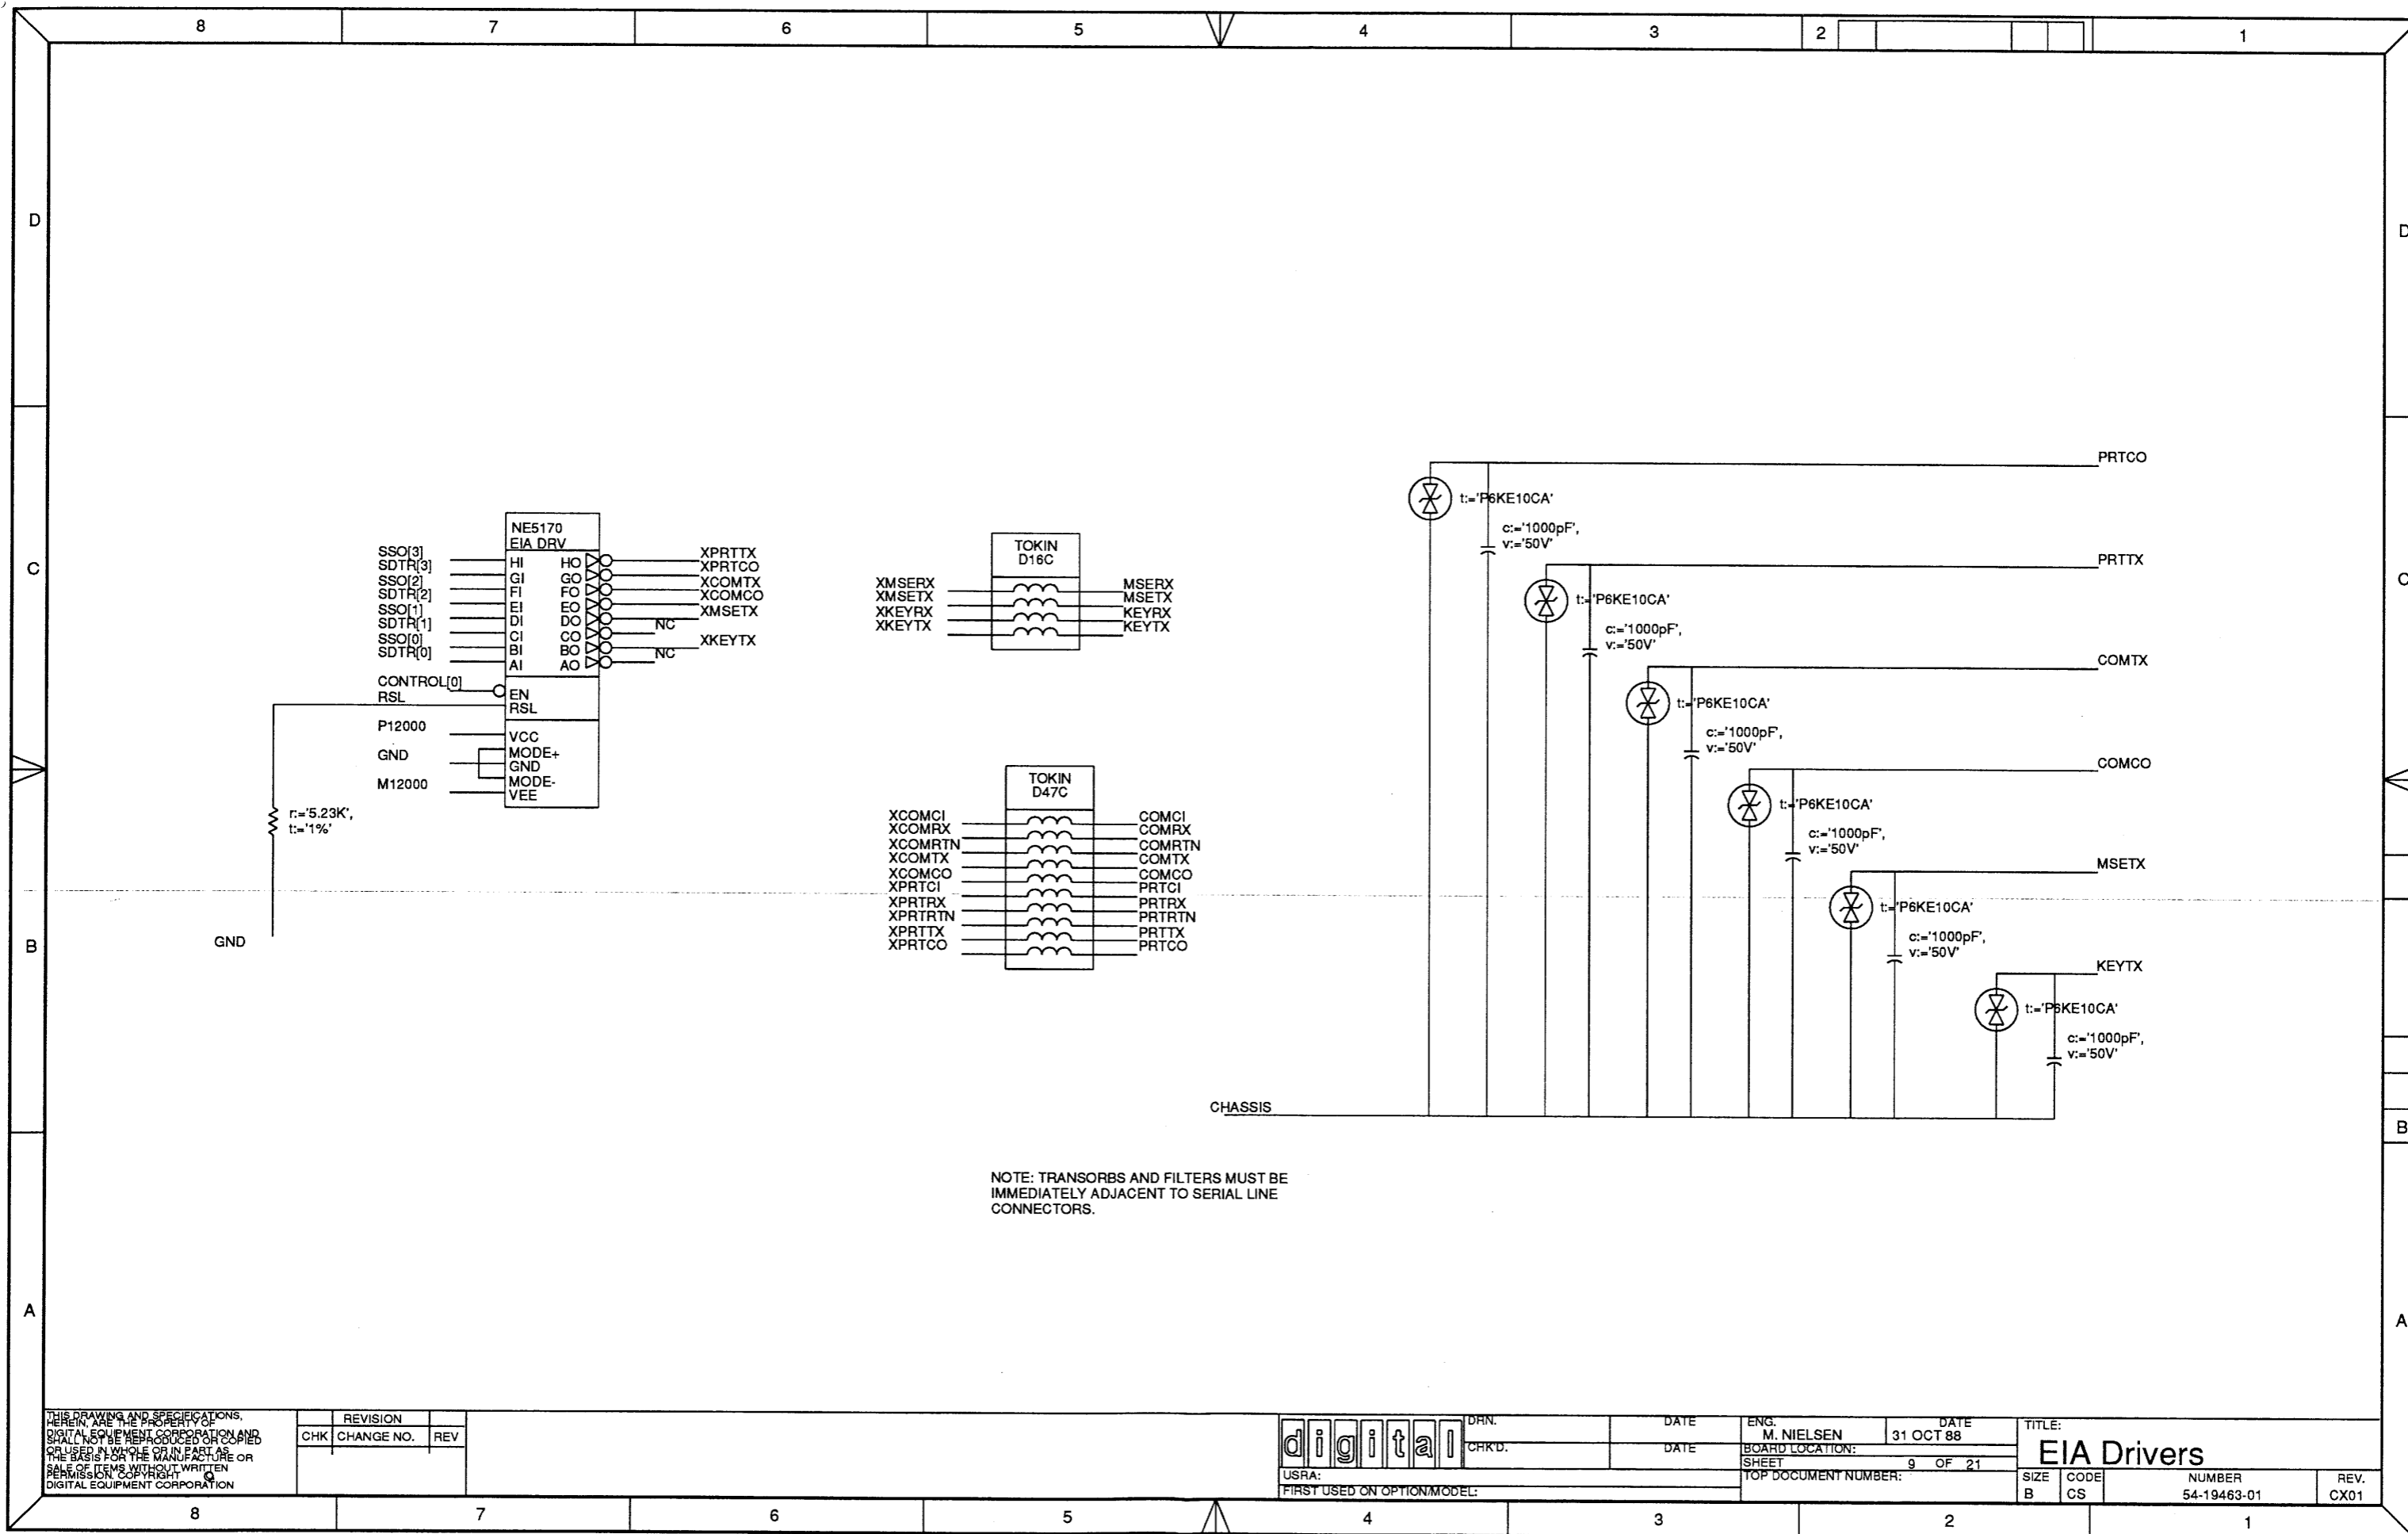 8 7 6 5 4 3 2 1
D D
PRTCO
t:='P6KE10CA'
c:='1000pF',
v:='50V'
PRTTX
t:='P6KE10CA'
c:='1000pF',
v:='50V'
COMTX
t:='P6KE10CA'
c:='1000pF',
v:='50V'
COMCO
t:='P6KE10CA'
c:='1000pF',
v:='50V'
MSETX
t:='P6KE10CA'
c:='1000pF',
v:='50V'
KEYTX
t:='P6KE10CA'
c:='1000pF',
v:='50V'
CHASSIS
C C
NE5170
EIA DRV
SSO[3] HI HO XPRTTX
SDTR[3] GI GO XPRTCO
SSO[2] FI FO XCOMTX
SDTR[2] EI EO XCOMCO
SSO[1] DI DO XMSETX
SDTR[1] CI CO NC
SSO[0] BI BO XKEYTX
SDTR[0] AI AO NC
CONTROL[0] EN
RSL RSL
P12000 VCC
MODE+
GND GND
MODE-
M12000 VEE
r:='5.23K',
t:='1%'
GND
TOKIN
D16C
XMSERX MSERX
XMSETX MSETX
XKEYRX KEYRX
XKEYTX KEYTX
TOKIN
D47C
XCOMCI COMCI
XCOMRX COMRX
XCOMRTN COMRTN
XCOMTX COMTX
XCOMCO COMCO
XPRTCI PRTCI
XPRTRX PRTRX
XPRTRTN PRTRTN
XPRTTX PRTTX
XPRTCO PRTCO
B B
NOTE: TRANSORBS AND FILTERS MUST BE
IMMEDIATELY ADJACENT TO SERIAL LINE
CONNECTORS.
A A
THIS DRAWING AND SPECIFICATIONS,
HEREIN, ARE THE PROPERTY OF
DIGITAL EQUIPMENT CORPORATION AND
SHALL NOT BE REPRODUCED OR COPIED
OR USED IN WHOLE OR IN PART AS
THE BASIS FOR THE MANUFACTURE OR
SALE OF ITEMS WITHOUT WRITTEN
PERMISSION. COPYRIGHT ©
DIGITAL EQUIPMENT CORPORATION
REVISION
CHK CHANGE NO. REV
digital
DRN. DATE
CHK'D. DATE
USRA:
FIRST USED ON OPTION/MODEL:
ENG. DATE
M. NIELSEN 31 OCT 88
BOARD LOCATION:
SHEET 9 OF 21
TOP DOCUMENT NUMBER:
TITLE:
EIA Drivers
SIZE CODE NUMBER REV.
B CS 54-19463-01 CX01
8 7 6 5 4 3 2 1